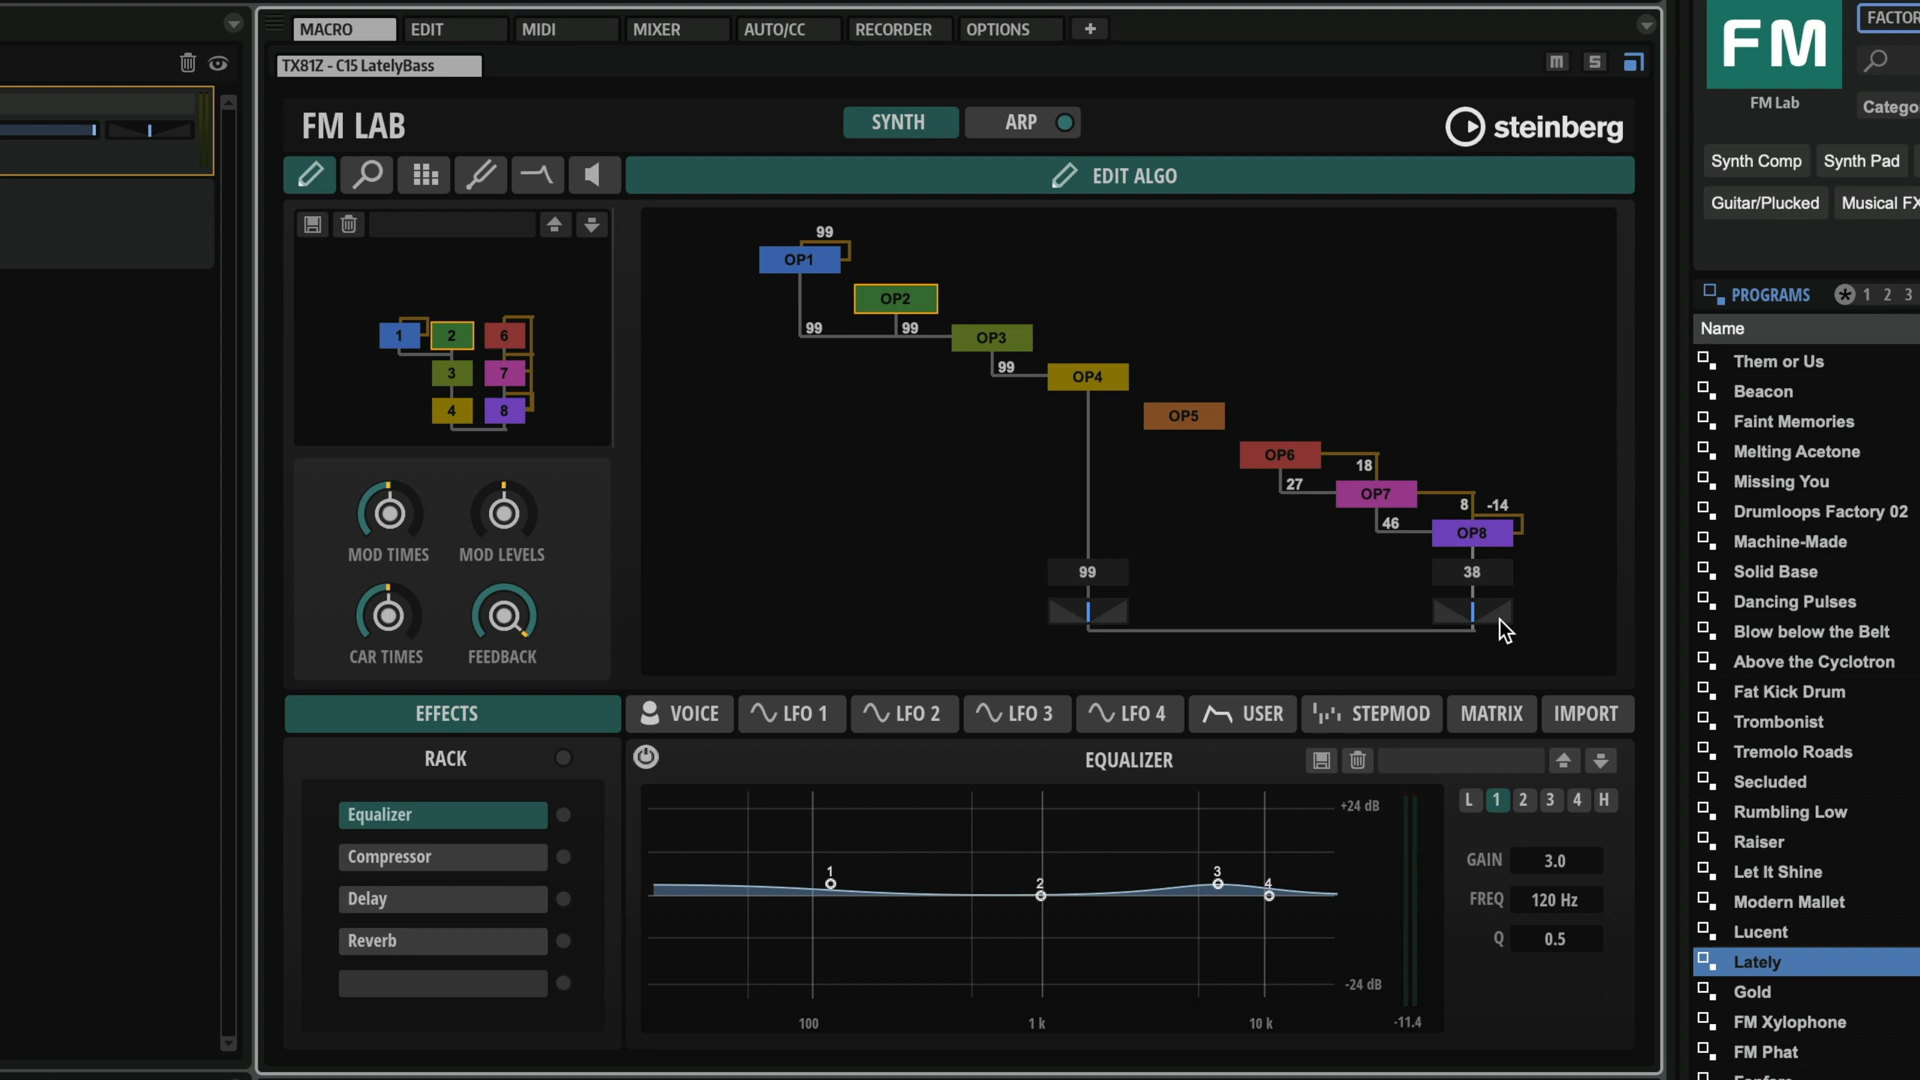 MACRO EDIT MIDI MIXER AUTO/CC RECORDER OPTIONS +
TX81Z - C15 LatelyBass M S
FM LAB SYNTH ARP steinberg
EDIT ALGO
99
OP1
OP2
99 99
OP3
99
OP4
OP5
OP6
18
27
OP7
8 -14
46
OP8
99 38
1 2 6
3 7
4 8
MOD TIMES MOD LEVELS
CAR TIMES FEEDBACK
EFFECTS VOICE LFO 1 LFO 2 LFO 3 LFO 4 USER STEPMOD MATRIX IMPORT
RACK
Equalizer
Compressor
Delay
Reverb
EQUALIZER
L 1 2 3 4 H
+24 dB
1 2 3 4
-24 dB
100 1 k 10 k -11.4
GAIN 3.0
FREQ 120 Hz
Q 0.5
FM
FM Lab
FACTOR
Catego
Synth Comp Synth Pad
Guitar/Plucked Musical FX
PROGRAMS * 1 2 3
Name
Them or Us
Beacon
Faint Memories
Melting Acetone
Missing You
Drumloops Factory 02
Machine-Made
Solid Base
Dancing Pulses
Blow below the Belt
Above the Cyclotron
Fat Kick Drum
Trombonist
Tremolo Roads
Secluded
Rumbling Low
Raiser
Let It Shine
Modern Mallet
Lucent
Lately
Gold
FM Xylophone
FM Phat